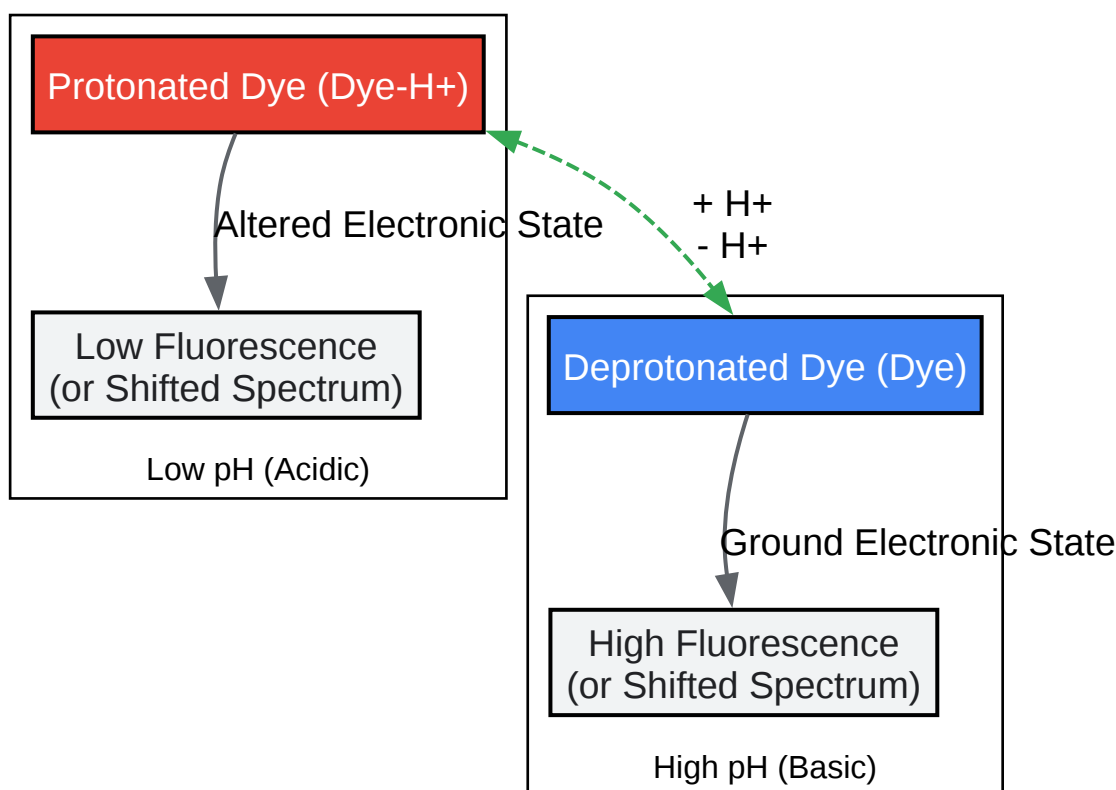 Protonated Dye (Dye-H+)
Altered Electronic State
+ H+
- H+
Low Fluorescence
(or Shifted Spectrum)
Low pH (Acidic)
Deprotonated Dye (Dye)
Ground Electronic State
High Fluorescence
(or Shifted Spectrum)
High pH (Basic)